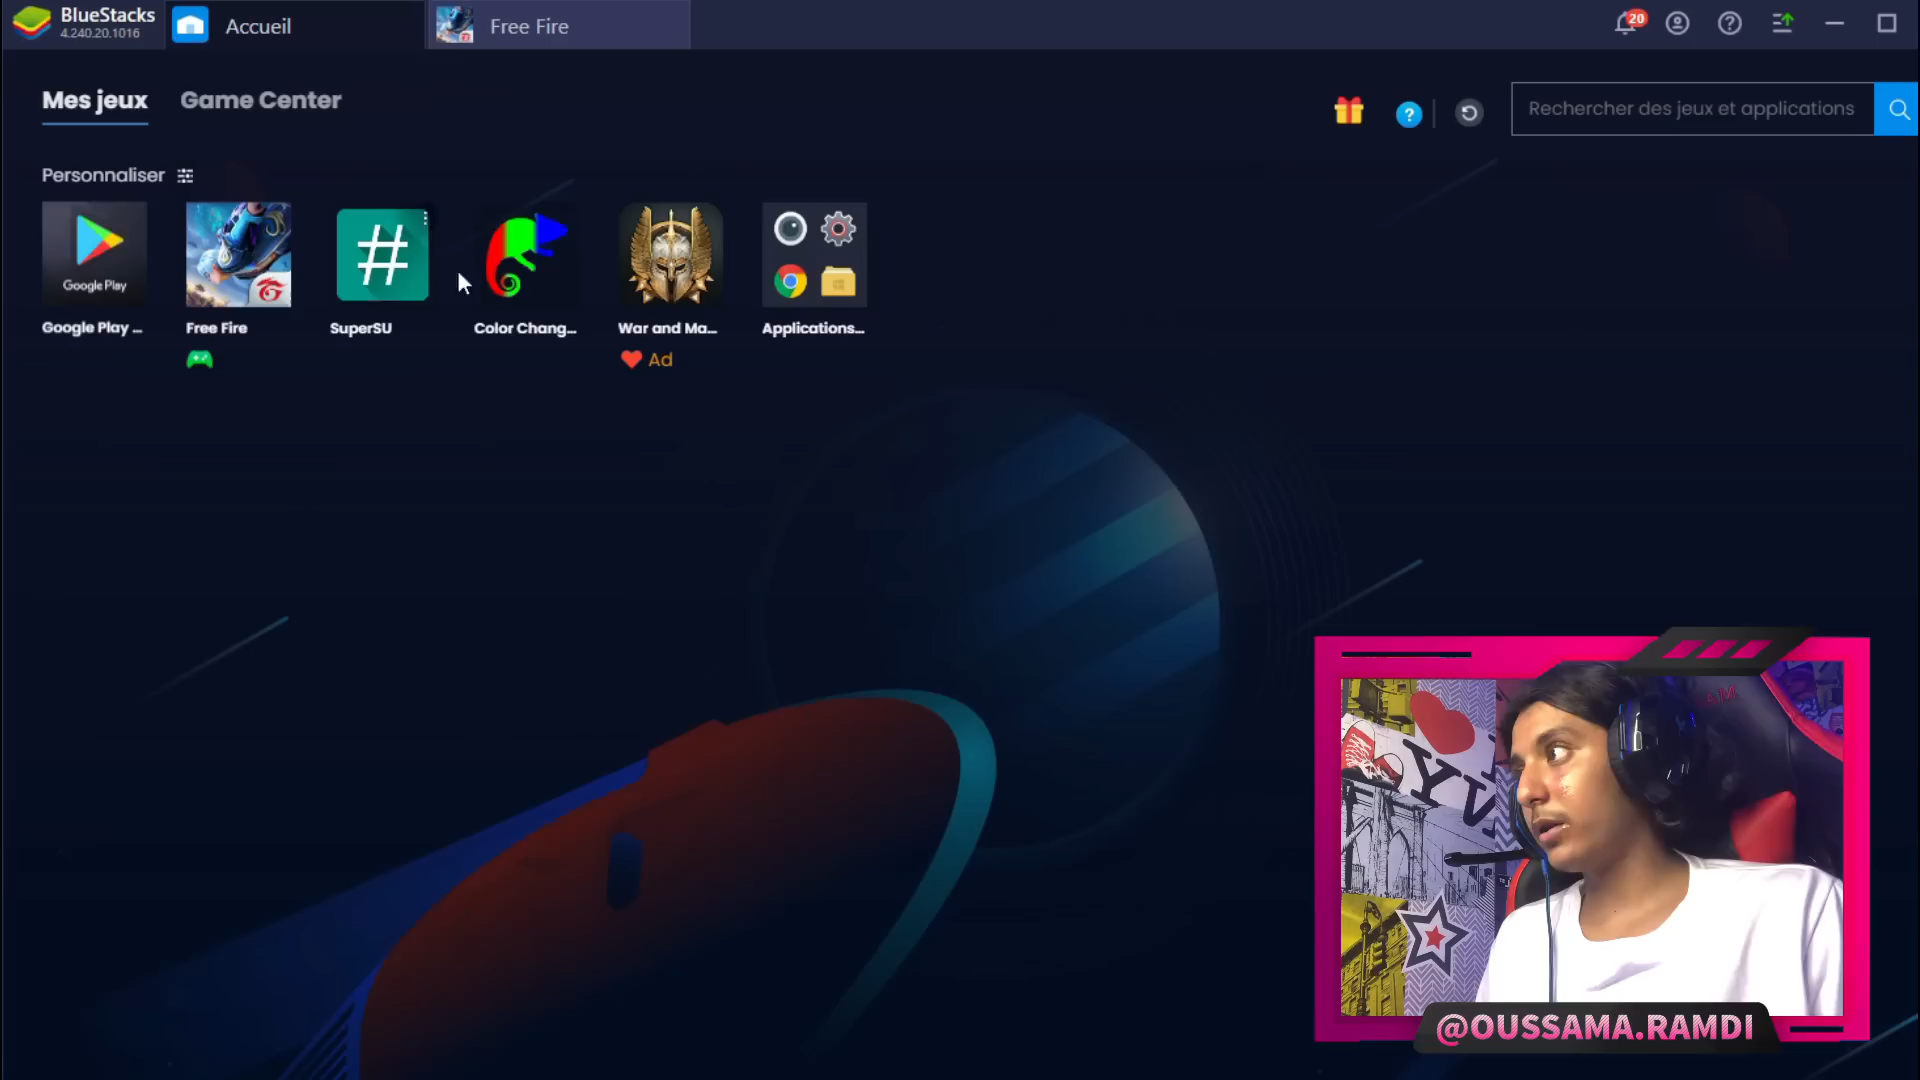 BlueStacks
4.240.20.1016
Accueil
Free Fire
20
Mes jeux
Game Center
Rechercher des jeux et applications
Personnaliser
Google Play
Google Play ...
Free Fire
SuperSU
Color Chang...
War and Ma...
Applications...
Ad
@OUSSAMA.RAMDI